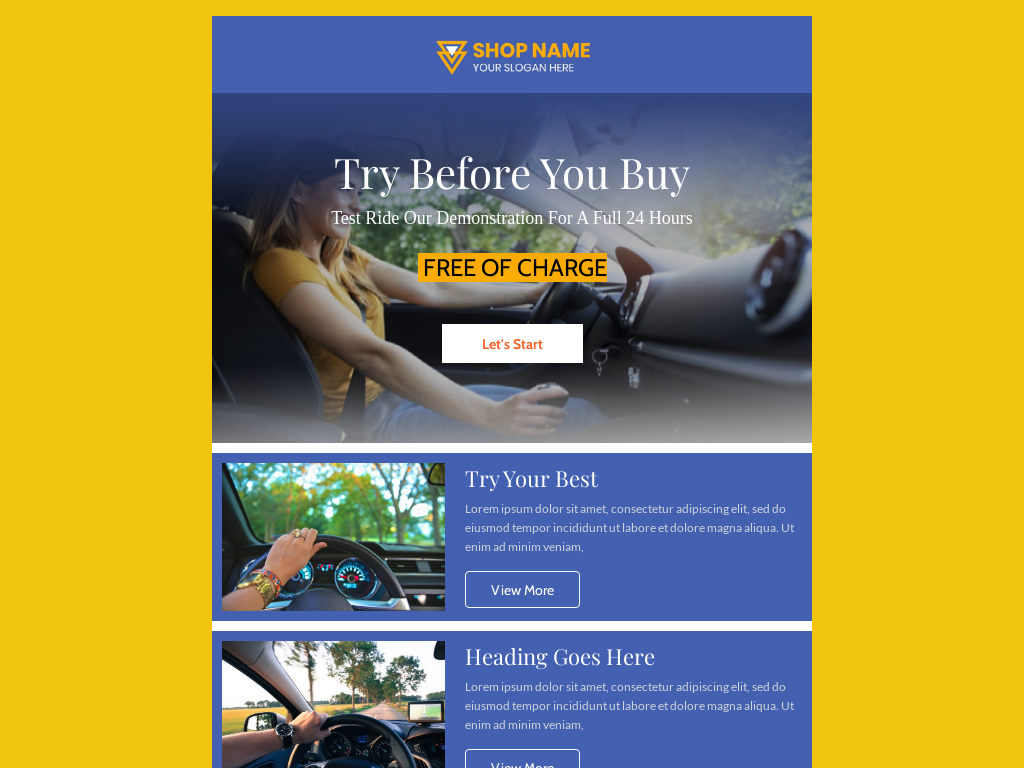 SHOP NAME
YOUR SLOGAN HERE
Try Before You Buy
Test Ride Our Demonstration For A Full 24 Hours
FREE OF CHARGE
Let's Start
Try Your Best
Lorem ipsum dolor sit amet, consectetur adipiscing elit, sed do
eiusmod tempor incididunt ut labore et dolore magna aliqua. Ut
enim ad minim veniam,
View More
Heading Goes Here
Lorem ipsum dolor sit amet, consectetur adipiscing elit, sed do
eiusmod tempor incididunt ut labore et dolore magna aliqua. Ut
enim ad minim veniam,
View More